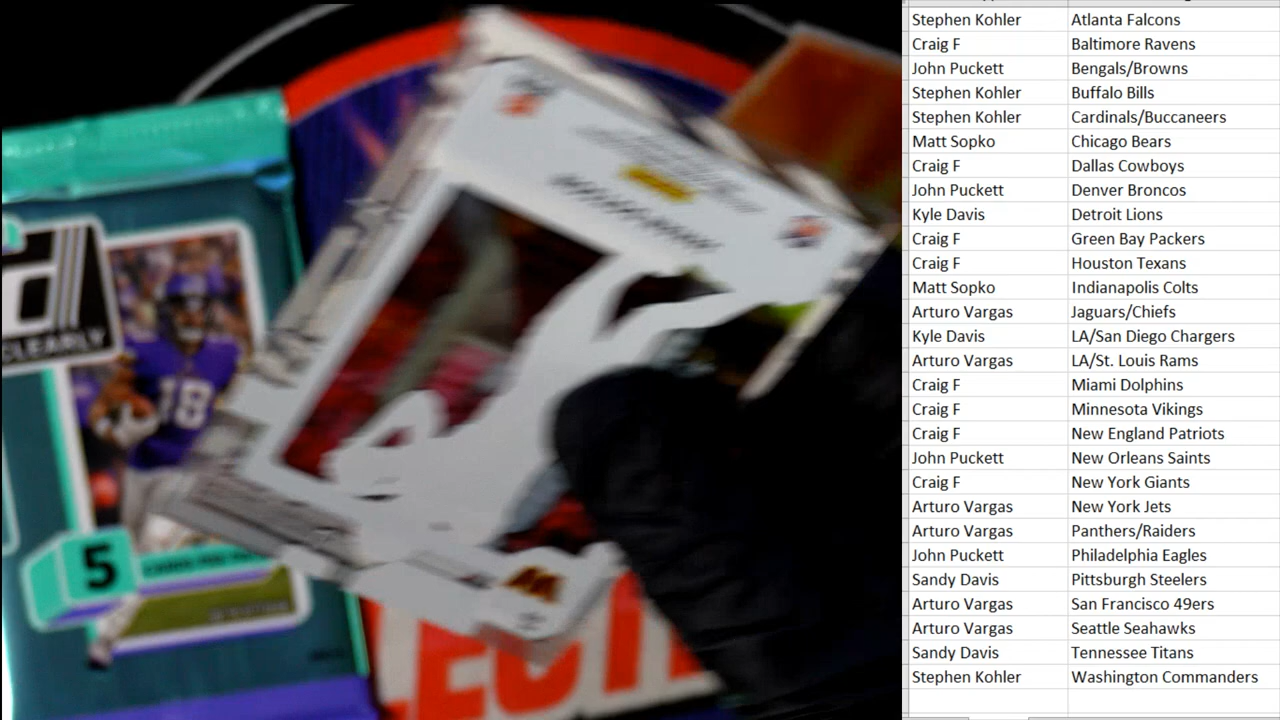 CLEARLY
18
5
Stephen Kohler Atlanta Falcons
Craig F Baltimore Ravens
John Puckett Bengals/Browns
Stephen Kohler Buffalo Bills
Stephen Kohler Cardinals/Buccaneers
Matt Sopko Chicago Bears
Craig F Dallas Cowboys
John Puckett Denver Broncos
Kyle Davis Detroit Lions
Craig F Green Bay Packers
Craig F Houston Texans
Matt Sopko Indianapolis Colts
Arturo Vargas Jaguars/Chiefs
Kyle Davis LA/San Diego Chargers
Arturo Vargas LA/St. Louis Rams
Craig F Miami Dolphins
Craig F Minnesota Vikings
Craig F New England Patriots
John Puckett New Orleans Saints
Craig F New York Giants
Arturo Vargas New York Jets
Arturo Vargas Panthers/Raiders
John Puckett Philadelphia Eagles
Sandy Davis Pittsburgh Steelers
Arturo Vargas San Francisco 49ers
Arturo Vargas Seattle Seahawks
Sandy Davis Tennessee Titans
Stephen Kohler Washington Commanders